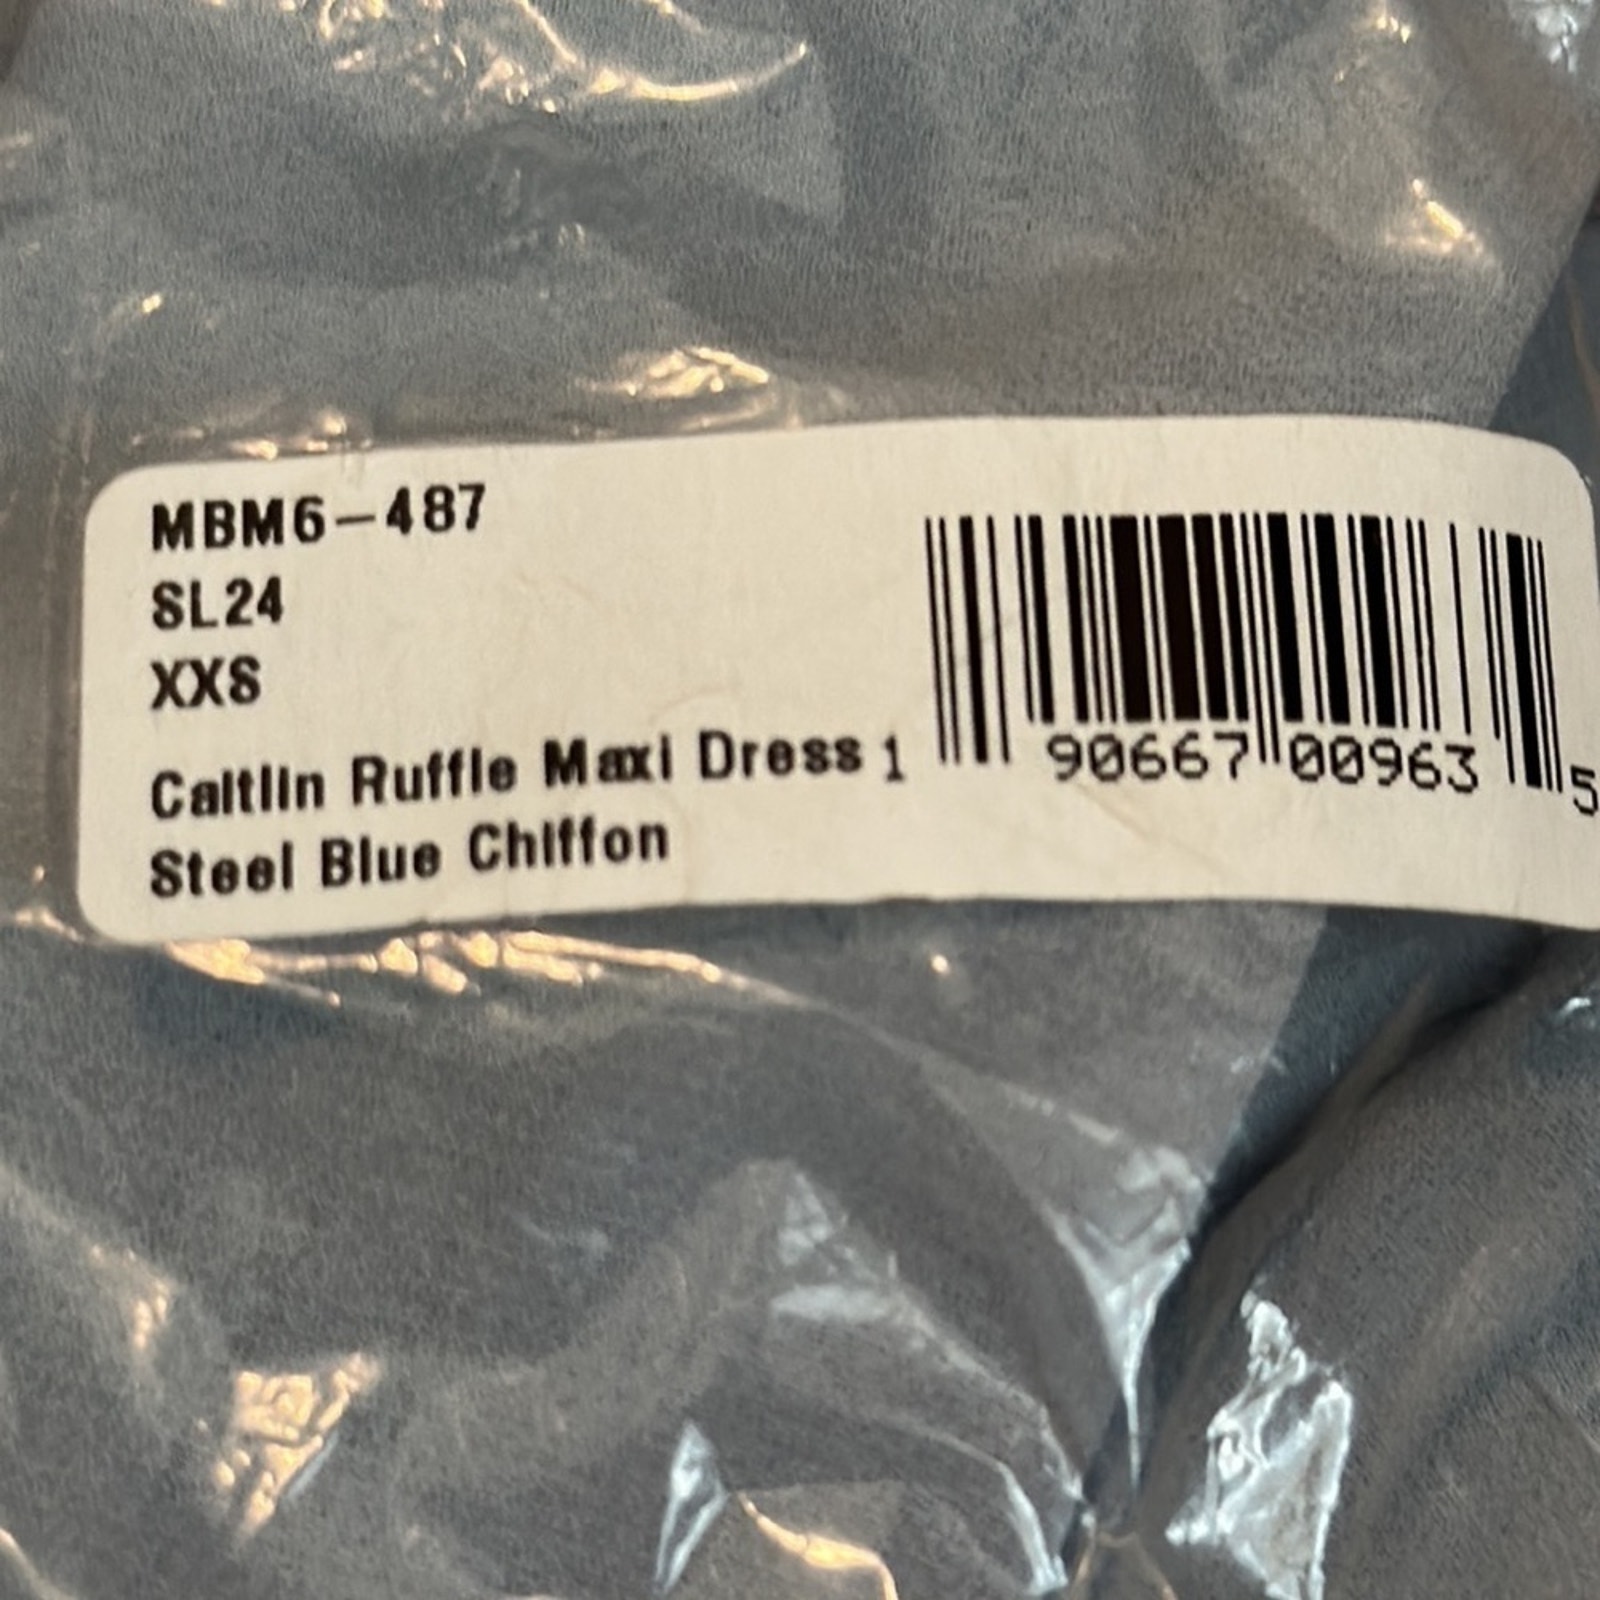 MBM6-487
SL24
XXS
Caitlin Ruffle Maxi Dress
Steel Blue Chiffon
1 90667 00963 5